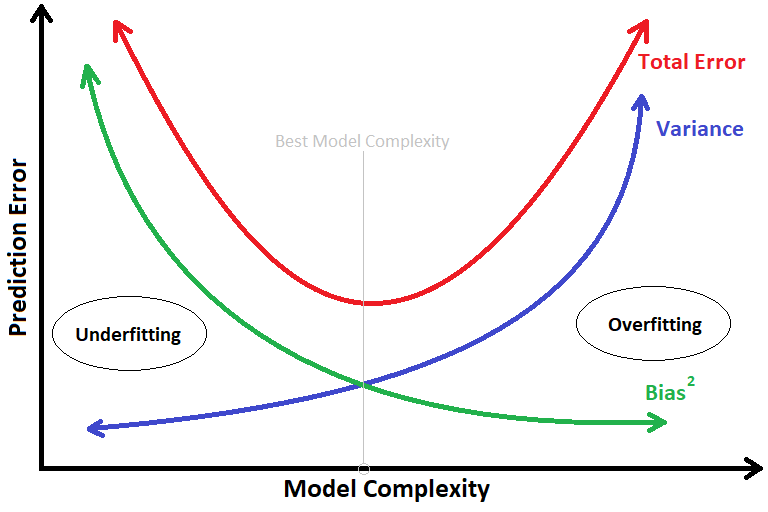 Total Error
Variance
Best Model Complexity
Prediction Error
Underfitting
Overfitting
Bias²
Model Complexity